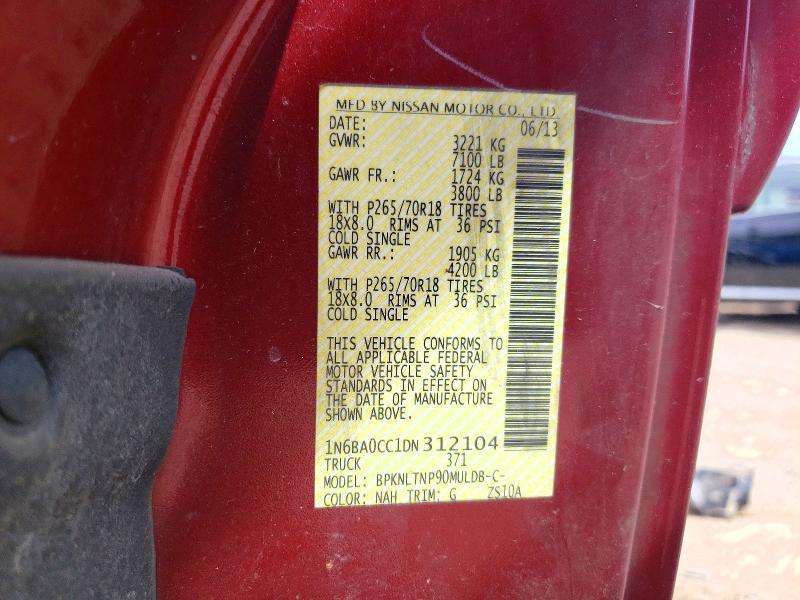 MFD BY NISSAN MOTOR CO., LTD
DATE: 06/13
GVWR: 3221 KG
7100 LB
GAWR FR.: 1724 KG
3800 LB
WITH P265/70R18 TIRES
18X8.0 RIMS AT 36 PSI
COLD SINGLE
GAWR RR.: 1905 KG
4200 LB
WITH P265/70R18 TIRES
18X8.0 RIMS AT 36 PSI
COLD SINGLE
THIS VEHICLE CONFORMS TO
ALL APPLICABLE FEDERAL
MOTOR VEHICLE SAFETY
STANDARDS IN EFFECT ON
THE DATE OF MANUFACTURE
SHOWN ABOVE.
1N6BA0CC1DN312104
TRUCK 371
MODEL: BPKNLTNP90MULDB-C-
COLOR: NAH TRIM: G ZS10A